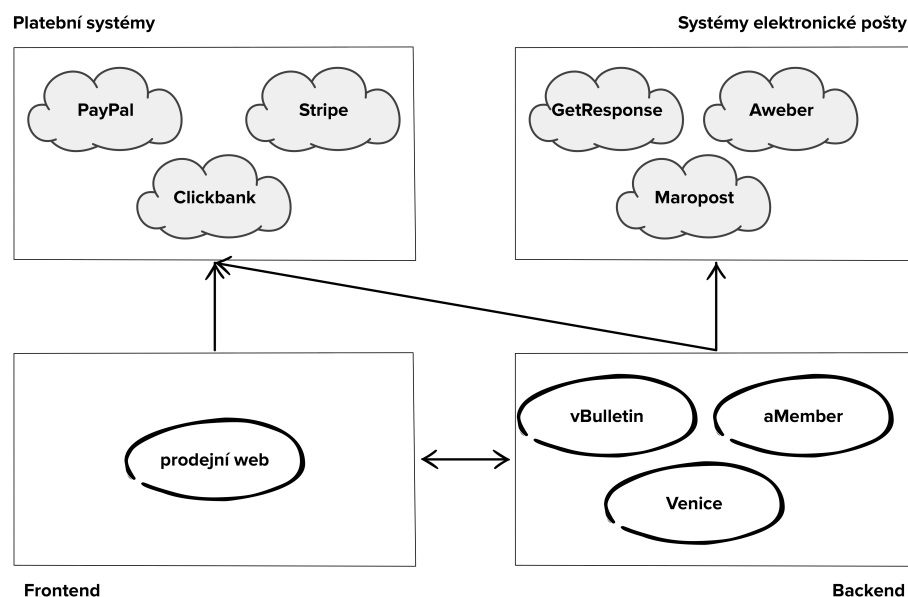 Platební systémy
Systémy elektronické pošty
PayPal
Stripe
Clickbank
GetResponse
Aweber
Maropost
prodejní web
vBulletin
aMember
Venice
Frontend
Backend